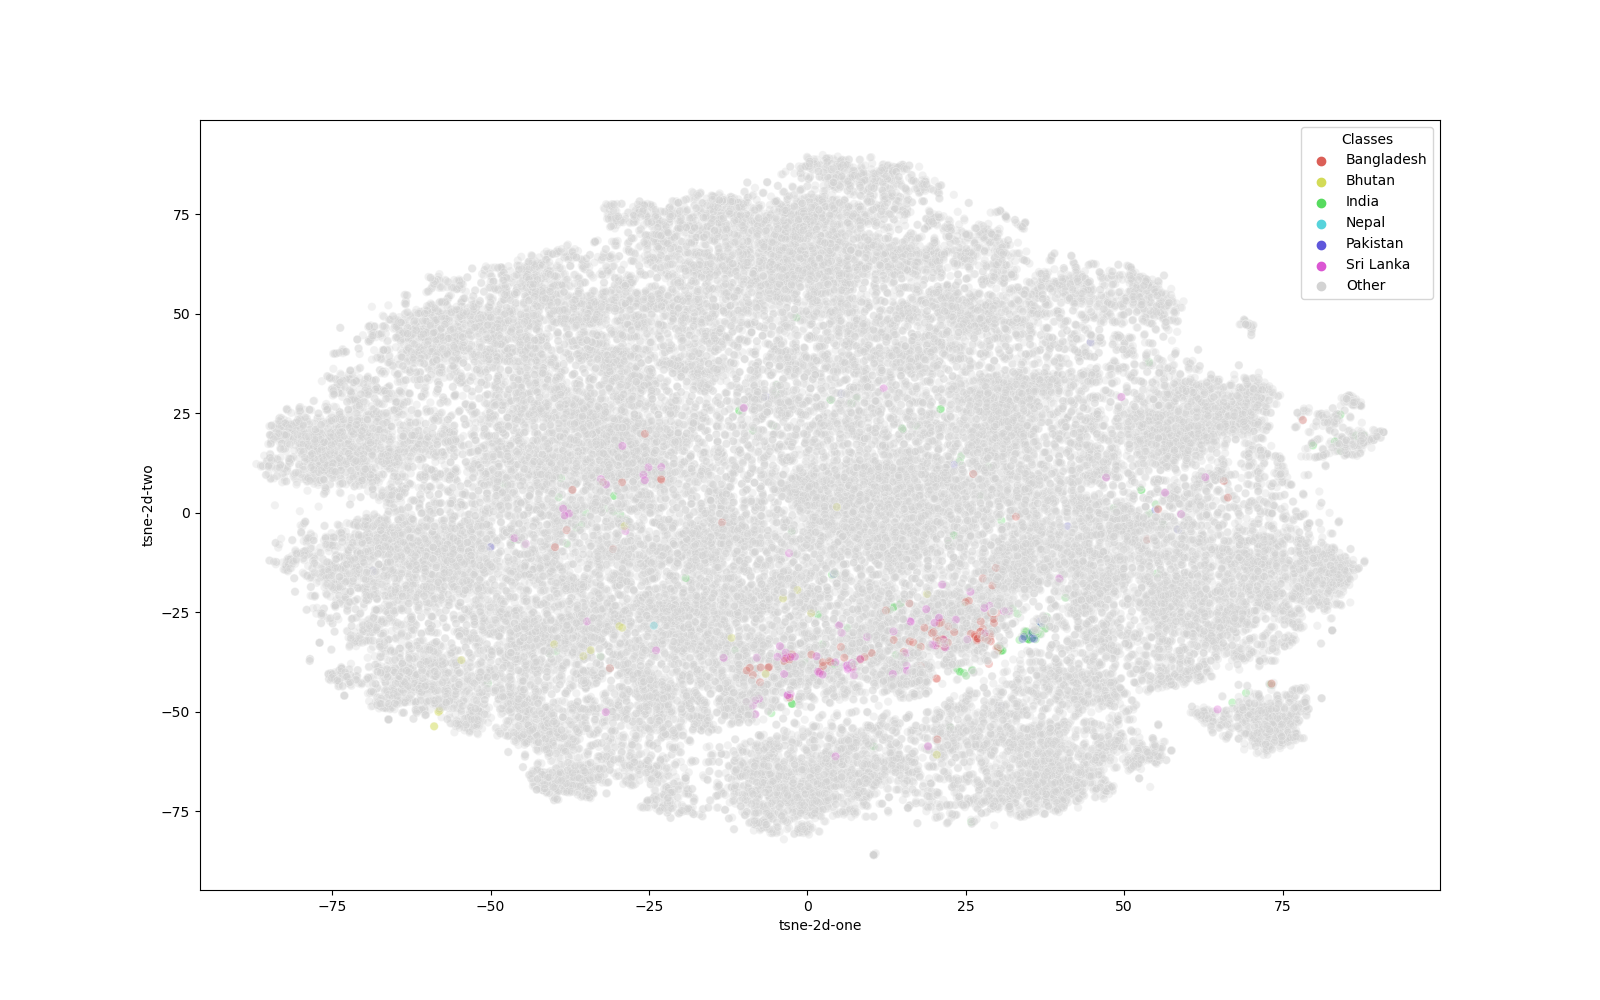 Classes
Bangladesh
Bhutan
India
Nepal
Pakistan
Sri Lanka
Other
75
50
25
0
−25
−50
−75
tsne-2d-two
−75 −50 −25 0 25 50 75
tsne-2d-one